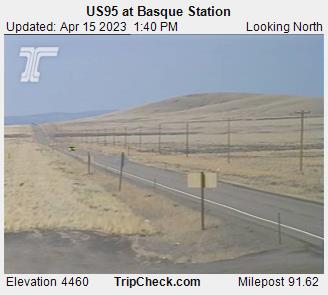 US95 at Basque Station
Updated: Apr 15 2023 1:40 PM Looking North
Elevation 4460 TripCheck.com Milepost 91.62